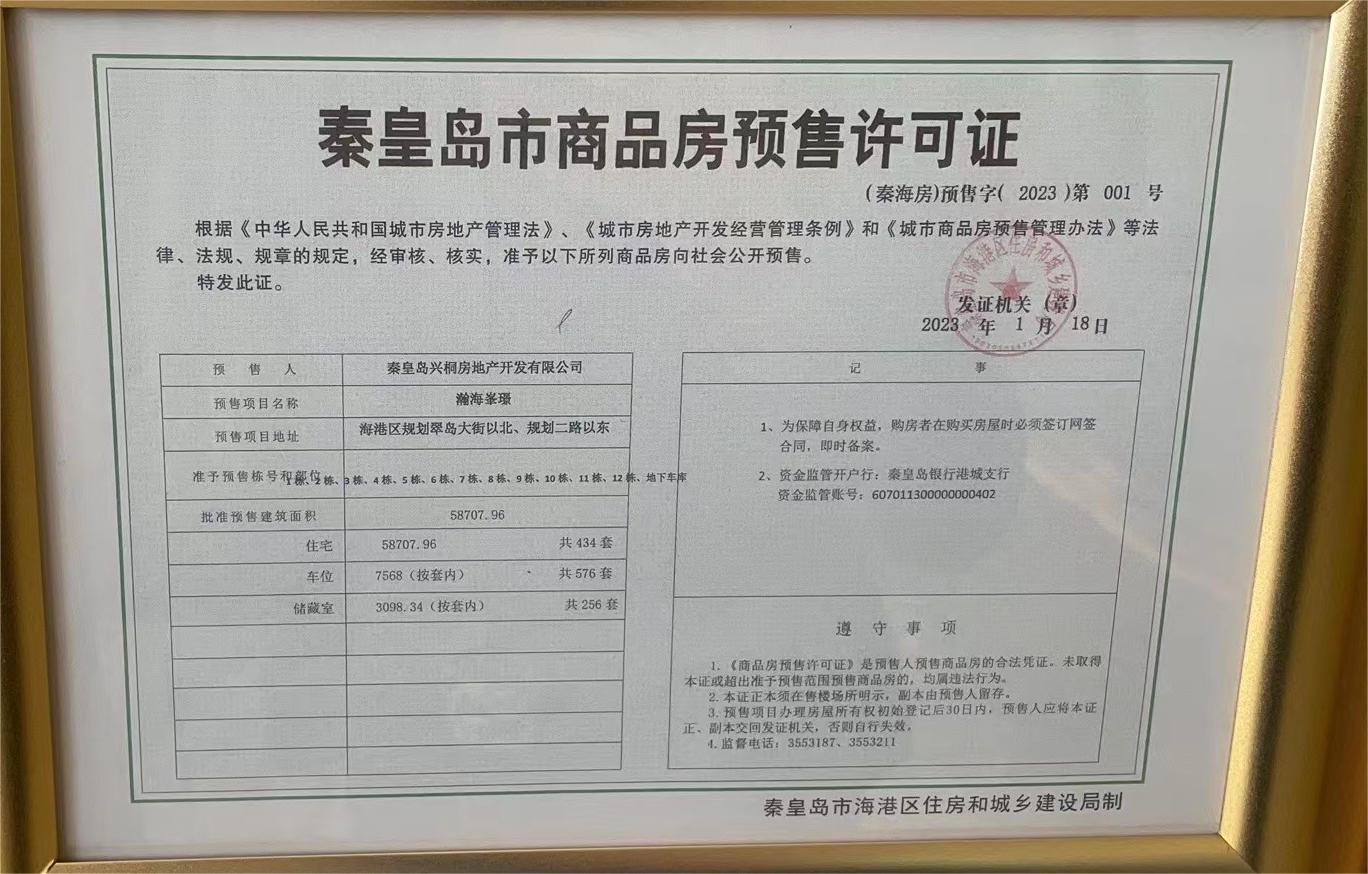 秦皇岛市商品房预售许可证
(秦海房)预售字( 2023 )第 001 号
根据《中华人民共和国城市房地产管理法》、《城市房地产开发经营管理条例》和《城市商品房预售管理办法》等法
律、法规、规章的规定，经审核、核实，准予以下所列商品房向社会公开预售。
特发此证。
发证机关（章）
2023 年 1 月 18日
预 售 人 秦皇岛兴桐房地产开发有限公司
预售项目名称 瀚海峯璟
预售项目地址 海港区规划翠岛大街以北、规划二路以东
准予预售栋号和部位 1 栋、2 栋、3 栋、4 栋、5 栋、6 栋、7 栋、8 栋、9 栋、10 栋、11 栋、12 栋、地下车库
批准预售建筑面积 58707.96
住宅 58707.96 共 434 套
车位 7568（按套内） 共 576 套
储藏室 3098.34（按套内） 共 256 套
记 事
1、为保障自身权益，购房者在购买房屋时必须签订网签
合同，即时备案。
2、资金监管开户行：秦皇岛银行港城支行
资金监管账号：607011300000000402
遵 守 事 项
1.《商品房预售许可证》是预售人预售商品房的合法凭证。未取得
本证或超出准予预售范围预售商品房的，均属违法行为。
2. 本证正本须在售楼场所明示，副本由预售人留存。
3. 预售项目办理房屋所有权初始登记后30日内，预售人应将本证
正、副本交回发证机关，否则自行失效。
4. 监督电话：3553187、3553211
秦皇岛市海港区住房和城乡建设局制